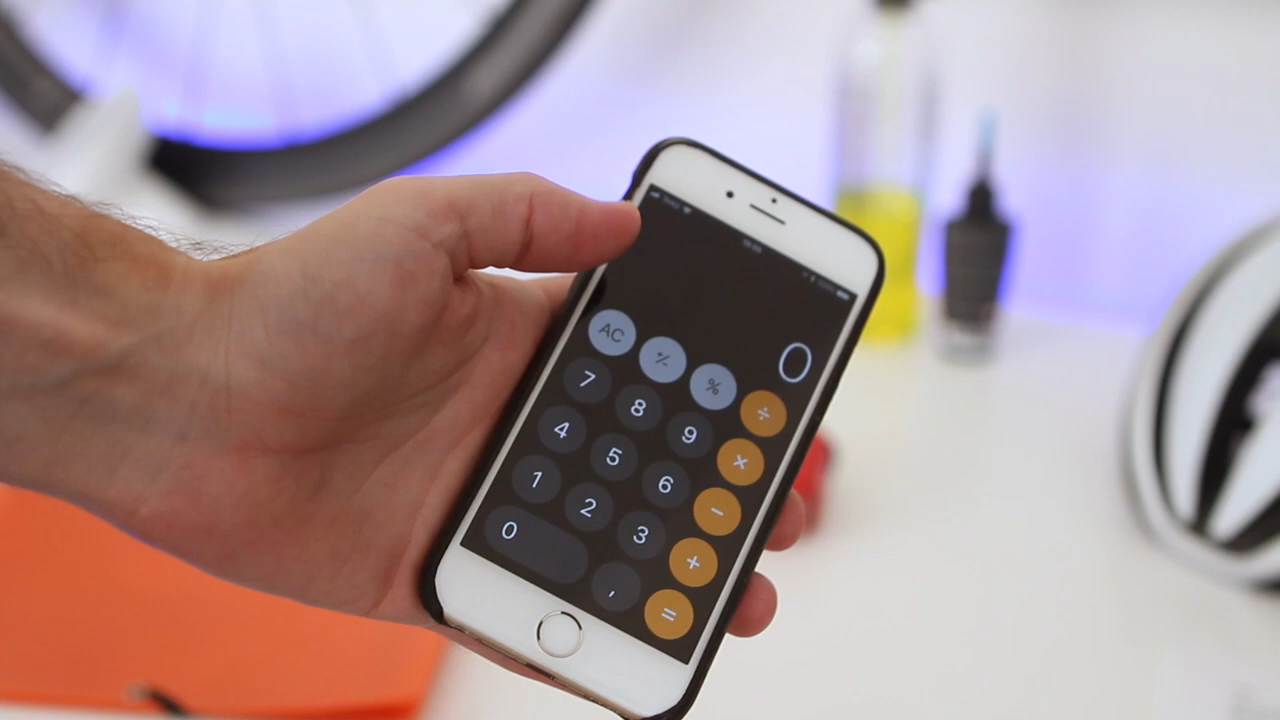 0
AC +/- % ÷
7 8 9 ×
4 5 6 −
1 2 3 +
0 , =